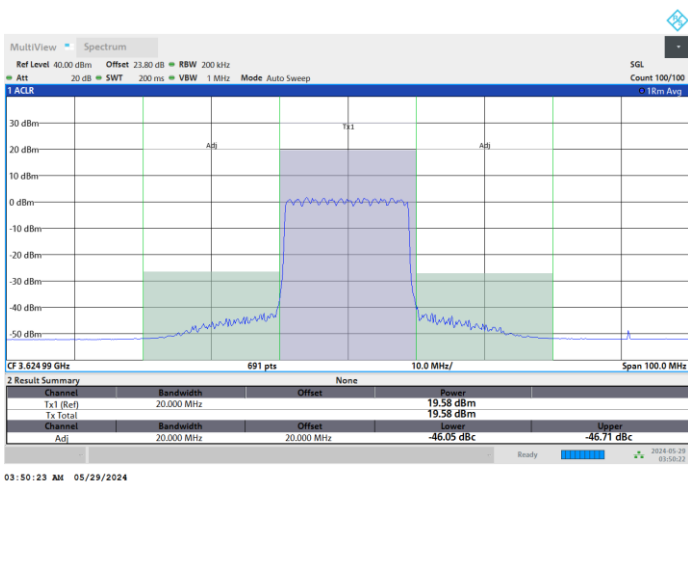 MultiView Spectrum
Ref Level 40.00 dBm Offset 23.80 dB RBW 200 kHz SGL
Att 20 dB SWT 200 ms VBW 1 MHz Mode Auto Sweep Count 100/100
1 ACLR 1Rm Avg
30 dBm
Tx1
20 dBm Adj Adj
10 dBm
0 dBm
-10 dBm
-20 dBm
-30 dBm
-40 dBm
-50 dBm
CF 3.624 99 GHz 691 pts 10.0 MHz/ Span 100.0 MHz
2 Result Summary None
Channel Bandwidth Offset Power
Tx1 (Ref) 20.000 MHz 19.58 dBm
Tx Total 19.58 dBm
Channel Bandwidth Offset Lower Upper
Adj 20.000 MHz 20.000 MHz -46.05 dBc -46.71 dBc
Ready 2024-05-29
03:50:22
03:50:23 AM 05/29/2024